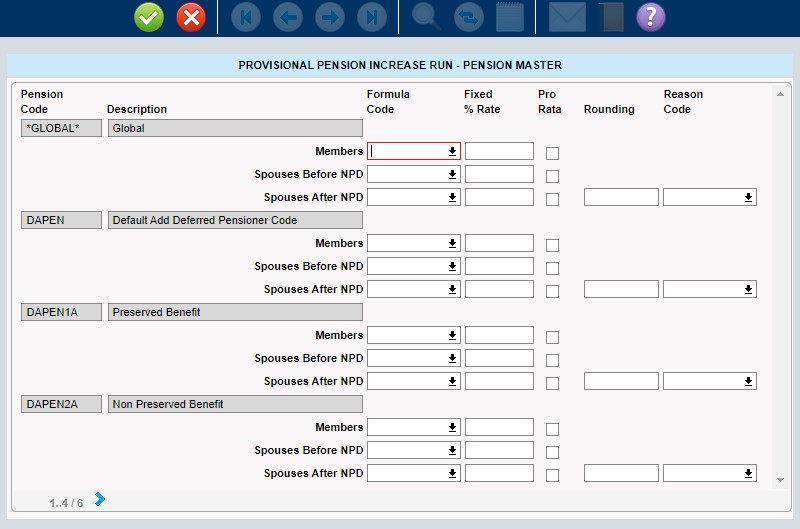 ?
PROVISIONAL PENSION INCREASE RUN - PENSION MASTER
Pension Code Description Formula Code Fixed % Rate Pro Rata Rounding Reason Code
*GLOBAL* Global
Members
Spouses Before NPD
Spouses After NPD
DAPEN Default Add Deferred Pensioner Code
Members
Spouses Before NPD
Spouses After NPD
DAPEN1A Preserved Benefit
Members
Spouses Before NPD
Spouses After NPD
DAPEN2A Non Preserved Benefit
Members
Spouses Before NPD
Spouses After NPD
1..4 / 6